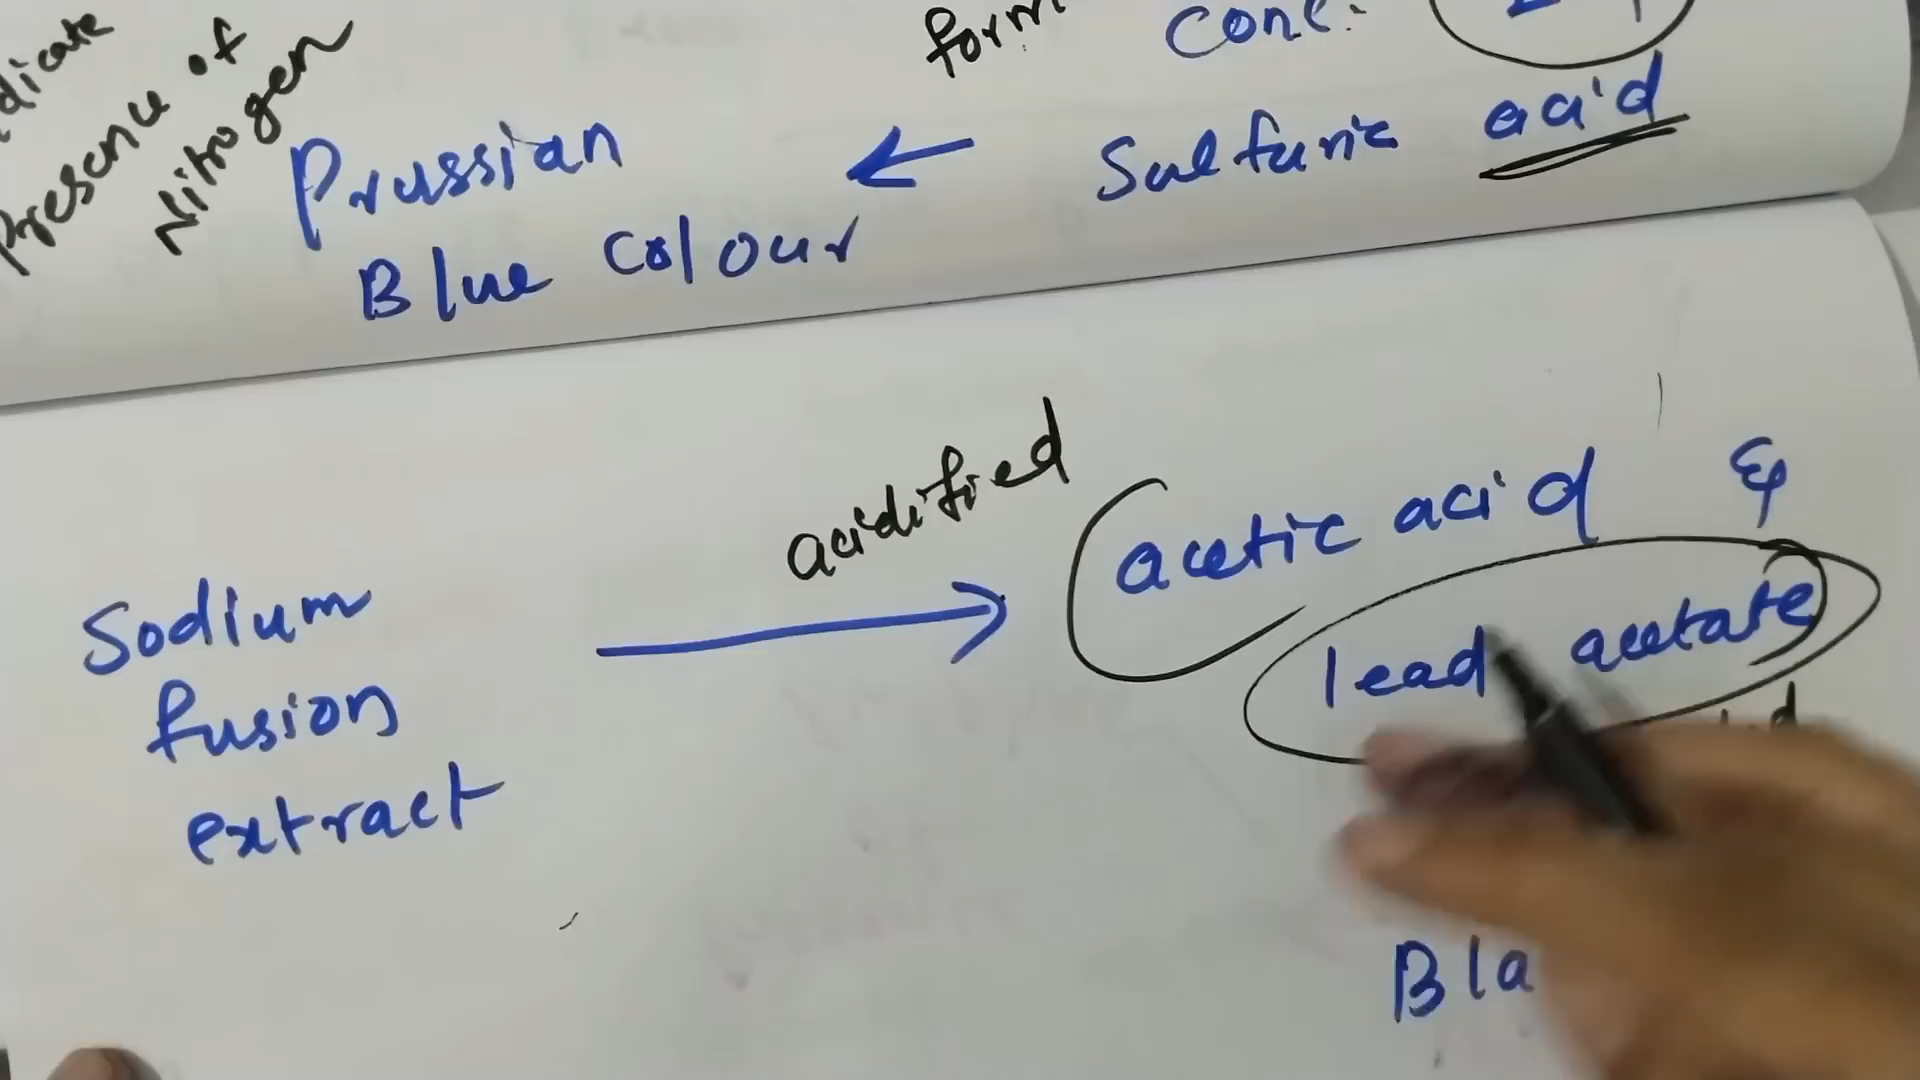 Presence of
Nitrogen
form
Conc.
Sulfuric acid
←
Prussian
Blue Colour
acidified
acetic acid &
lead acetate
Sodium
fusion
extract
→
Bla